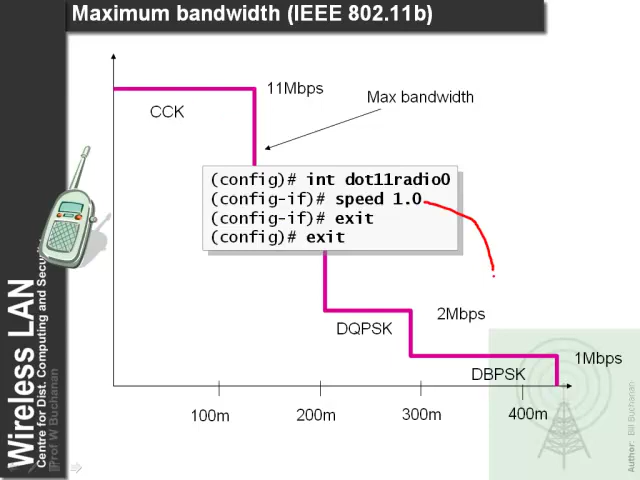 Maximum bandwidth (IEEE 802.11b)
11Mbps
CCK
Max bandwidth
(config)# int dot11radio0
(config-if)# speed 1.0
(config-if)# exit
(config)# exit
2Mbps
DQPSK
1Mbps
DBPSK
100m
200m
300m
400m
Wireless LAN
Centre for Dist. Computing and Security
Prof W Buchanan
Author: Bill Buchanan